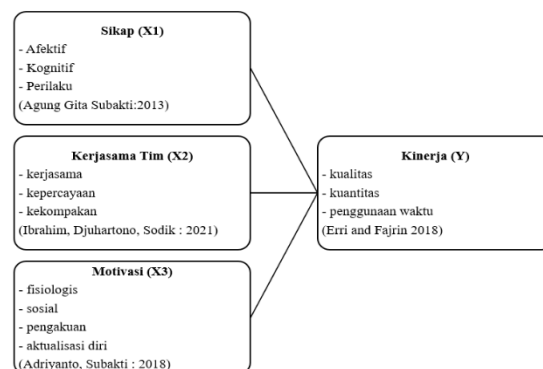 Sikap (X1)
- Afektif
- Kognitif
- Perilaku
(Agung Gita Subakti:2013)
Kerjasama Tim (X2)
- kerjasama
- kepercayaan
- kekompakan
(Ibrahim, Djuhartono, Sodik : 2021)
Motivasi (X3)
- fisiologis
- sosial
- pengakuan
- aktualisasi diri
(Adriyanto, Subakti : 2018)
Kinerja (Y)
- kualitas
- kuantitas
- penggunaan waktu
(Erri and Fajrin 2018)